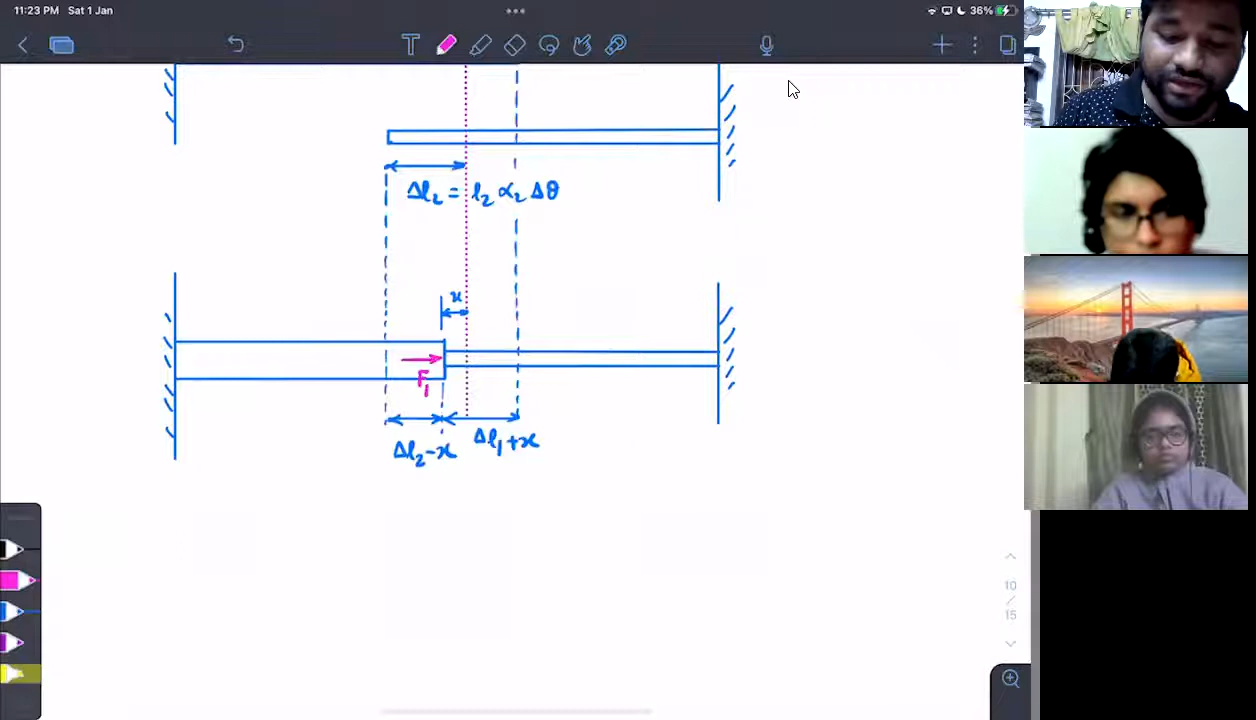 11:23 PM Sat 1 Jan
36%
T
Δl₂ = l₂ α₂ Δθ
x
F₁
Δl₂-x
Δl₁+x
10
/
15